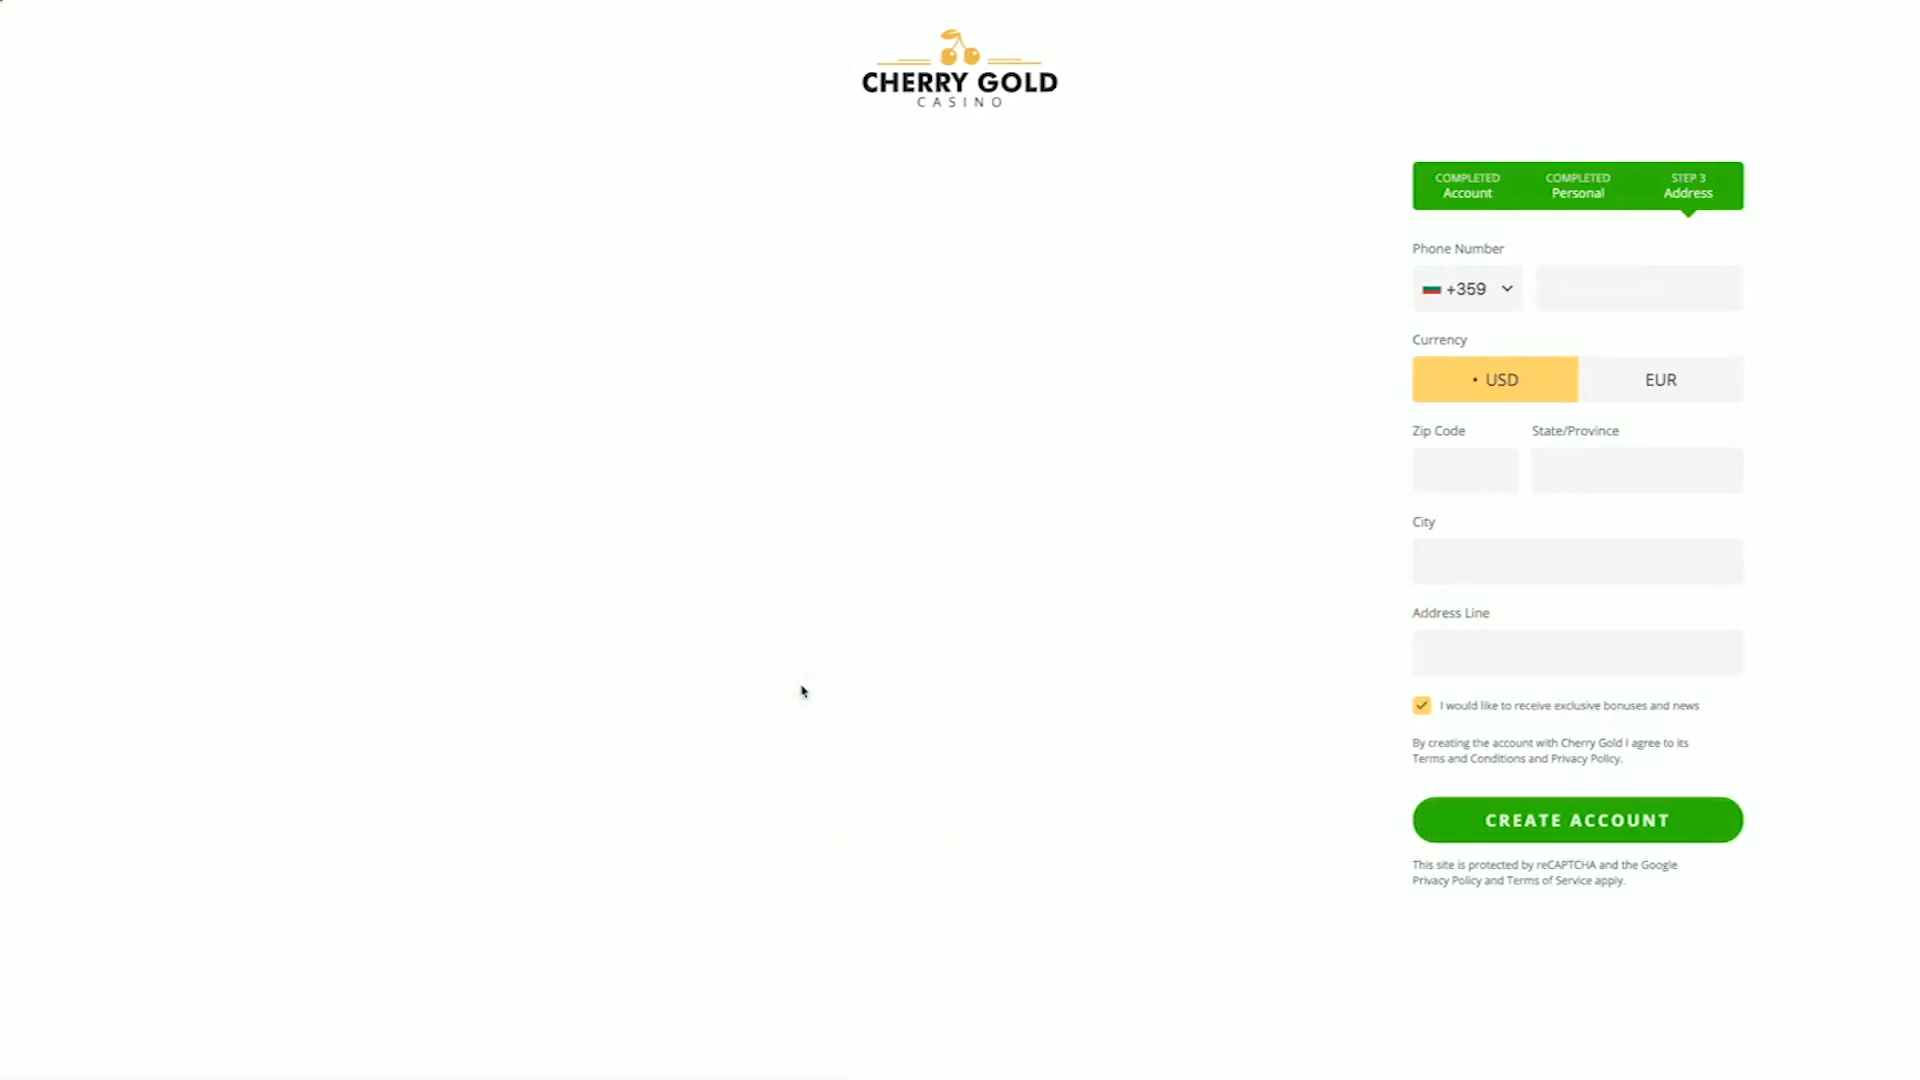 CHERRY GOLD
CASINO
COMPLETED COMPLETED STEP 3
Account Personal Address
Phone Number
+359
Currency
• USD EUR
Zip Code State/Province
City
Address Line
I would like to receive exclusive bonuses and news
By creating the account with Cherry Gold I agree to its
Terms and Conditions and Privacy Policy.
CREATE ACCOUNT
This site is protected by reCAPTCHA and the Google
Privacy Policy and Terms of Service apply.